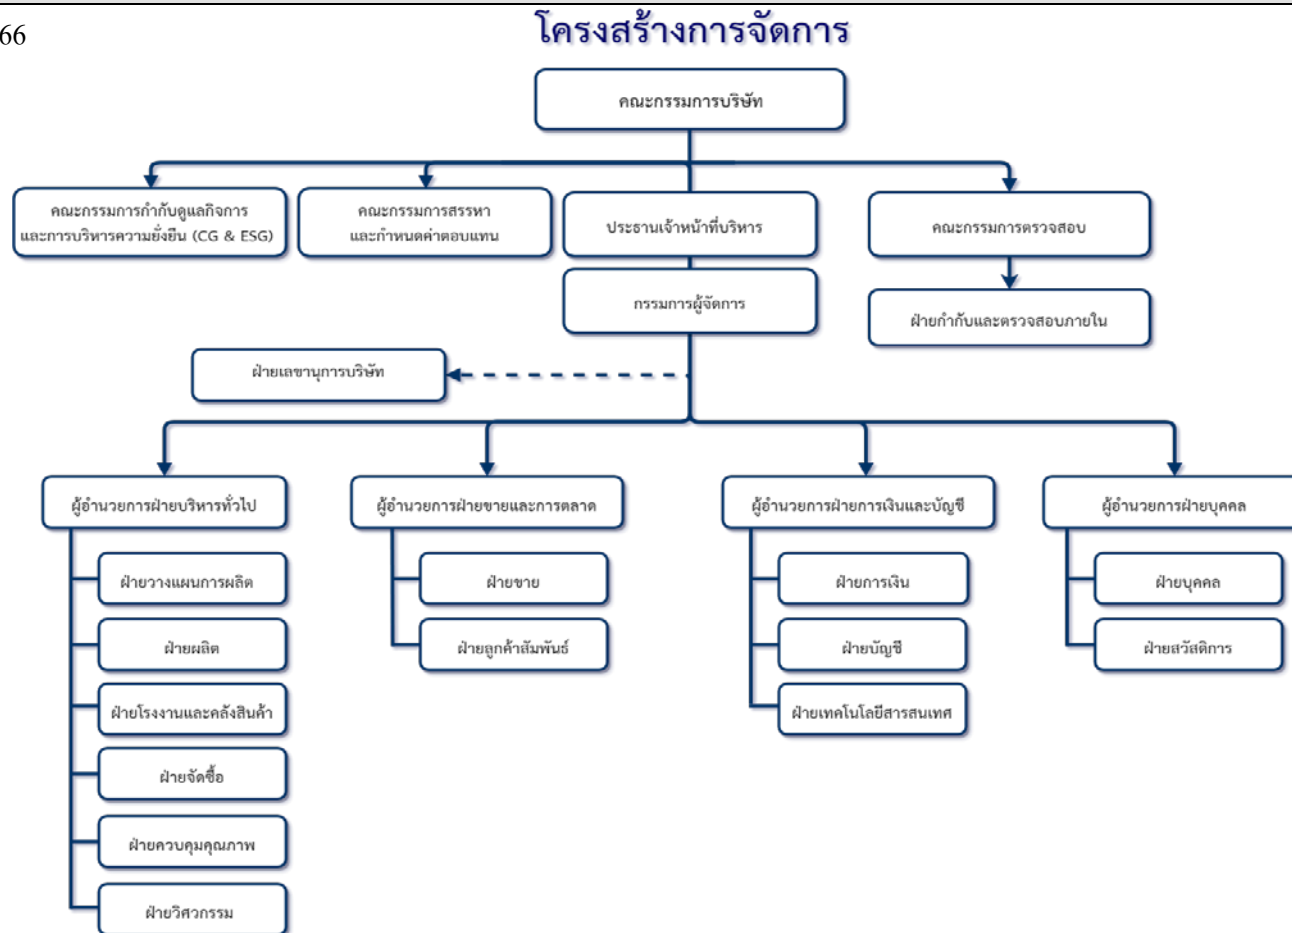 66
โครงสร้างการจัดการ
คณะกรรมการบริษัท
คณะกรรมการกำกับดูแลกิจการ
และการบริหารความยั่งยืน (CG & ESG)
คณะกรรมการสรรหา
และกำหนดค่าตอบแทน
ประธานเจ้าหน้าที่บริหาร
คณะกรรมการตรวจสอบ
กรรมการผู้จัดการ
ฝ่ายกำกับและตรวจสอบภายใน
ฝ่ายเลขานุการบริษัท
ผู้อำนวยการฝ่ายบริหารทั่วไป
ผู้อำนวยการฝ่ายขายและการตลาด
ผู้อำนวยการฝ่ายการเงินและบัญชี
ผู้อำนวยการฝ่ายบุคคล
ฝ่ายวางแผนการผลิต
ฝ่ายขาย
ฝ่ายการเงิน
ฝ่ายบุคคล
ฝ่ายผลิต
ฝ่ายลูกค้าสัมพันธ์
ฝ่ายบัญชี
ฝ่ายสวัสดิการ
ฝ่ายโรงงานและคลังสินค้า
ฝ่ายเทคโนโลยีสารสนเทศ
ฝ่ายจัดซื้อ
ฝ่ายควบคุมคุณภาพ
ฝ่ายวิศวกรรม